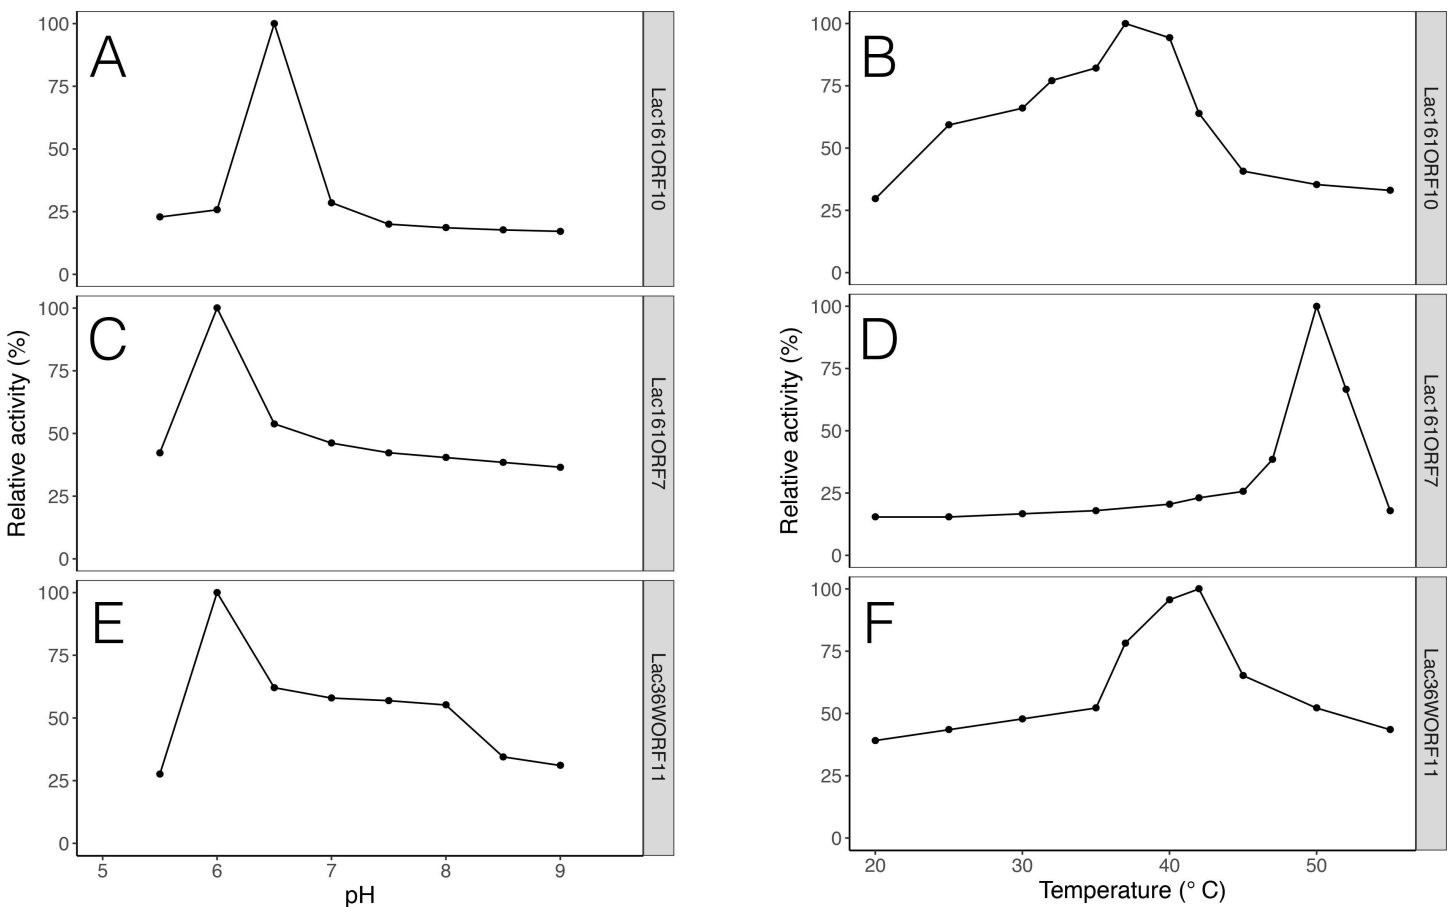 A
100
75
50
25
0
Lac161ORF10
B
100
75
50
25
0
Lac161ORF10
Relative activity (%)
C
100
75
50
25
0
Lac161ORF7
Relative activity (%)
D
100
75
50
25
0
Lac161ORF7
E
100
75
50
25
0
Lac36WORF11
5 6 7 8 9
pH
F
100
75
50
25
0
Lac36WORF11
20 30 40 50
Temperature (° C)